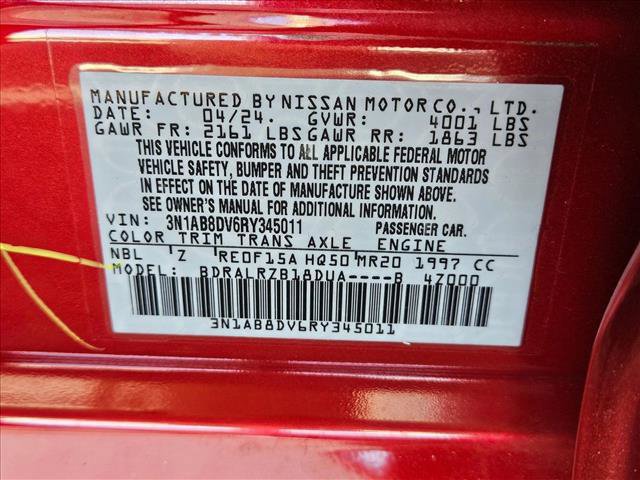 MANUFACTURED BY NISSAN MOTOR CO., LTD.
DATE: 04/24. GVWR: 4001 LBS
GAWR FR: 2161 LBS GAWR RR: 1863 LBS
THIS VEHICLE CONFORMS TO ALL APPLICABLE FEDERAL MOTOR
VEHICLE SAFETY, BUMPER AND THEFT PREVENTION STANDARDS
IN EFFECT ON THE DATE OF MANUFACTURE SHOWN ABOVE.
SEE OWNER'S MANUAL FOR ADDITIONAL INFORMATION.
VIN: 3N1AB8DV6RY345011 PASSENGER CAR.
COLOR TRIM TRANS AXLE ENGINE
NBL 'Z RE0F15A HQ50 MR20 1997 CC
MODEL: BDRALRZB18DUA----B 4Z000
3N1AB8DV6RY345011